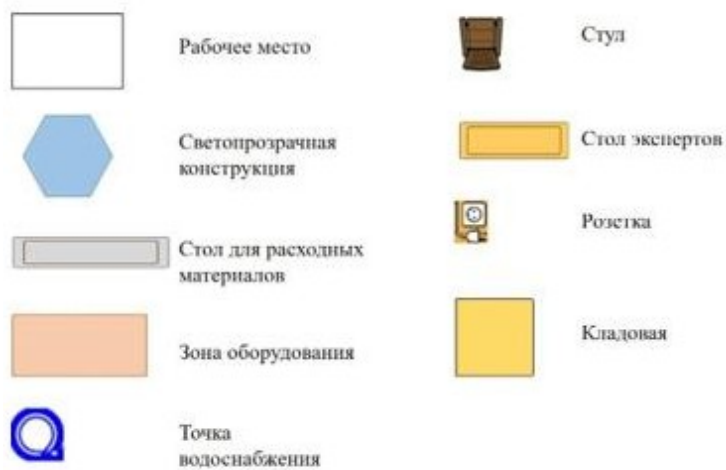 Рабочее место
Светопрозрачная
конструкция
Стол для расходных
материалов
Зона оборудования
Точка
водоснабжения
Стул
Стол экспертов
Розетка
Кладовая